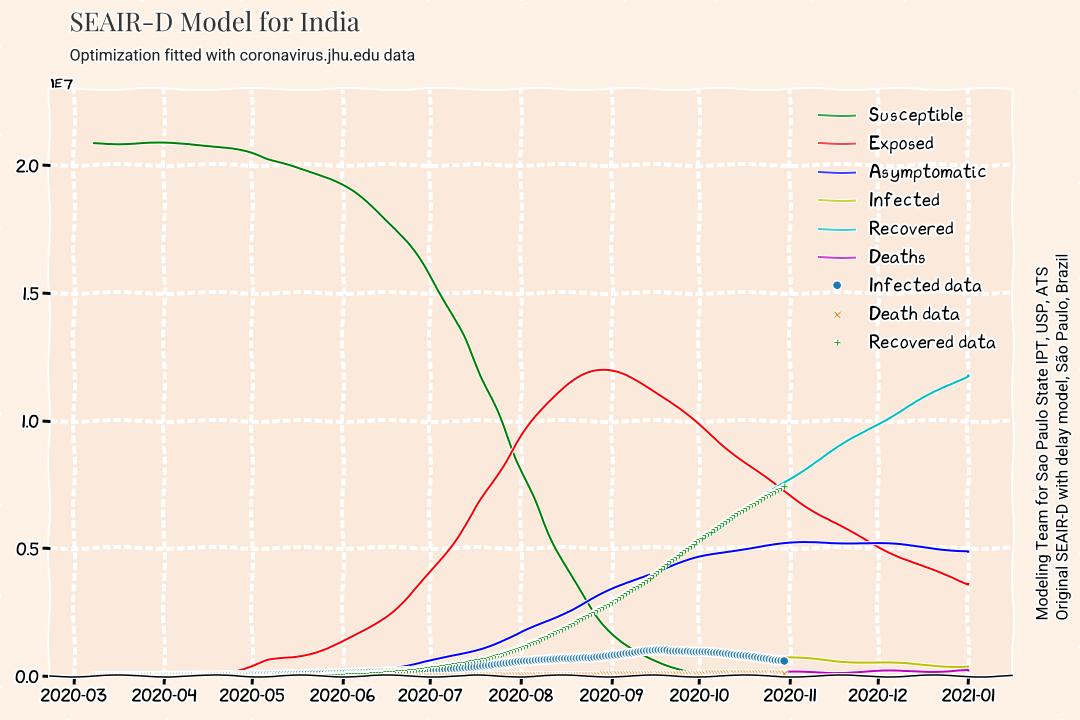 SEAIR-D Model for India
Optimization fitted with coronavirus.jhu.edu data
1E7
2.0
1.5
1.0
0.5
0.0
2020-03 2020-04 2020-05 2020-06 2020-07 2020-08 2020-09 2020-10 2020-11 2020-12 2021-01
Susceptible
Exposed
Asymptomatic
Infected
Recovered
Deaths
Infected data
Death data
Recovered data
Modeling Team for Sao Paulo State IPT, USP, ATS
Original SEAIR-D with delay model, São Paulo, Brazil